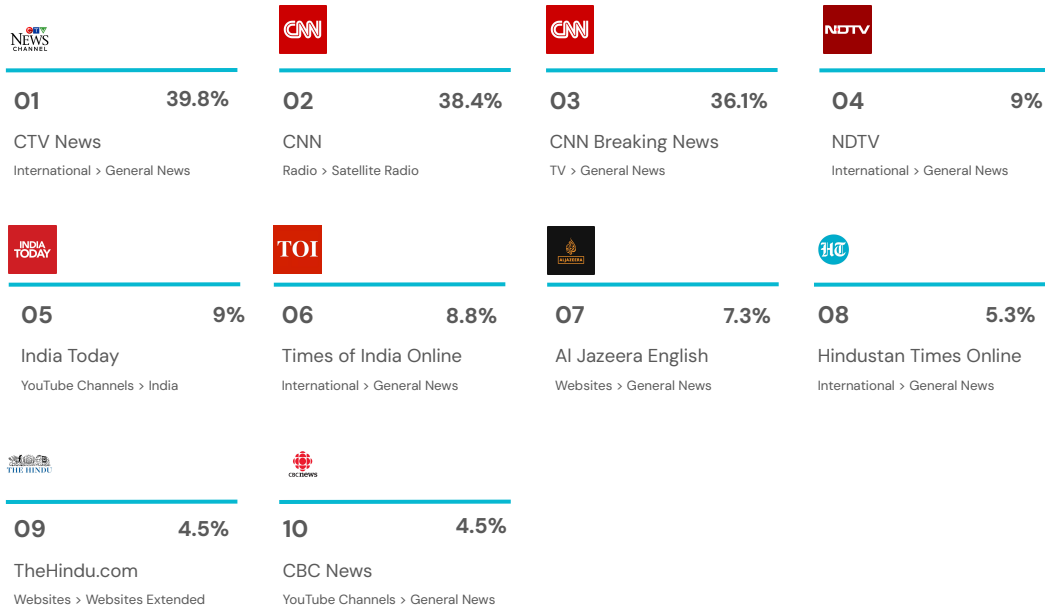 CTV
NEWS
CHANNEL
CNN
CNN
NDTV
01 39.8%
02 38.4%
03 36.1%
04 9%
CTV News
CNN
CNN Breaking News
NDTV
International > General News
Radio > Satellite Radio
TV > General News
International > General News
INDIA
TODAY
TOI
ALJAZEERA
HT
05 9%
06 8.8%
07 7.3%
08 5.3%
India Today
Times of India Online
Al Jazeera English
Hindustan Times Online
YouTube Channels > India
International > General News
Websites > General News
International > General News
THE HINDU
CBCNEWS
09 4.5%
10 4.5%
TheHindu.com
CBC News
Websites > Websites Extended
YouTube Channels > General News